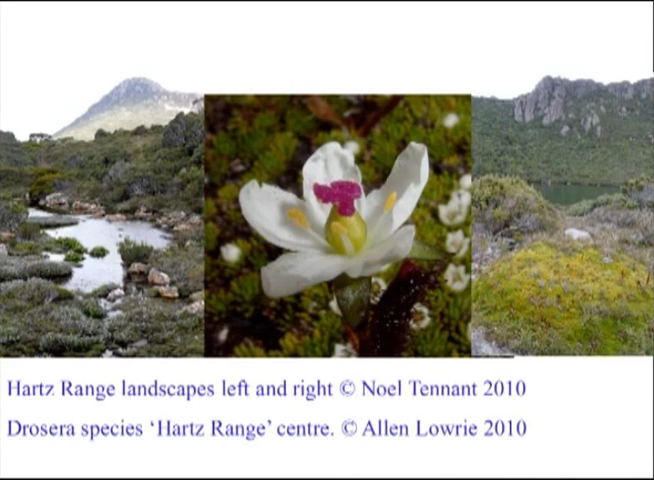 Hartz Range landscapes left and right © Noel Tennant 2010
Drosera species ‘Hartz Range’ centre. © Allen Lowrie 2010